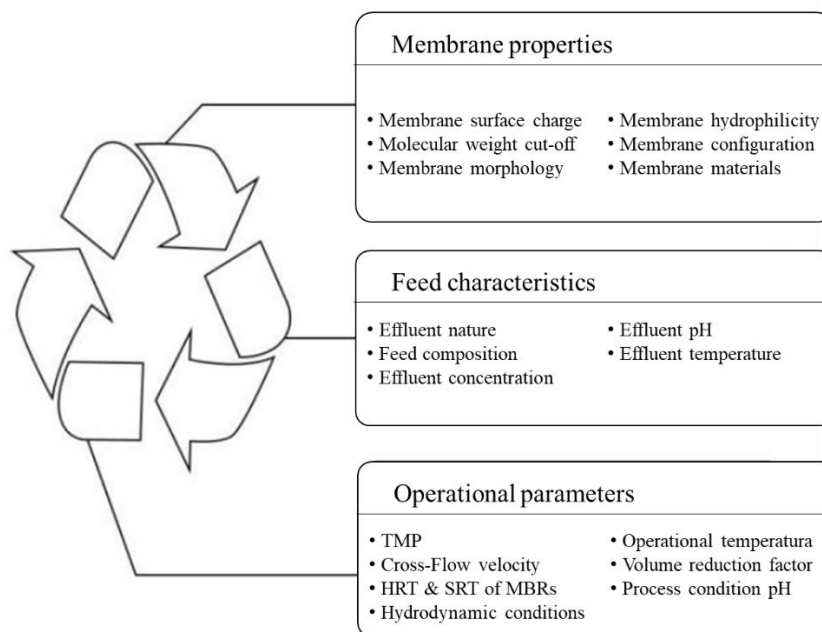 Membrane properties
• Membrane surface charge
• Molecular weight cut-off
• Membrane morphology
• Membrane hydrophilicity
• Membrane configuration
• Membrane materials
Feed characteristics
• Effluent nature
• Feed composition
• Effluent concentration
• Effluent pH
• Effluent temperature
Operational parameters
• TMP
• Cross-Flow velocity
• HRT & SRT of MBRs
• Hydrodynamic conditions
• Operational temperatura
• Volume reduction factor
• Process condition pH